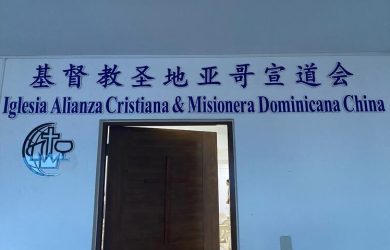 基督教圣地亚哥宣道会
Iglesia Alianza Cristiana & Misionera Dominicana China